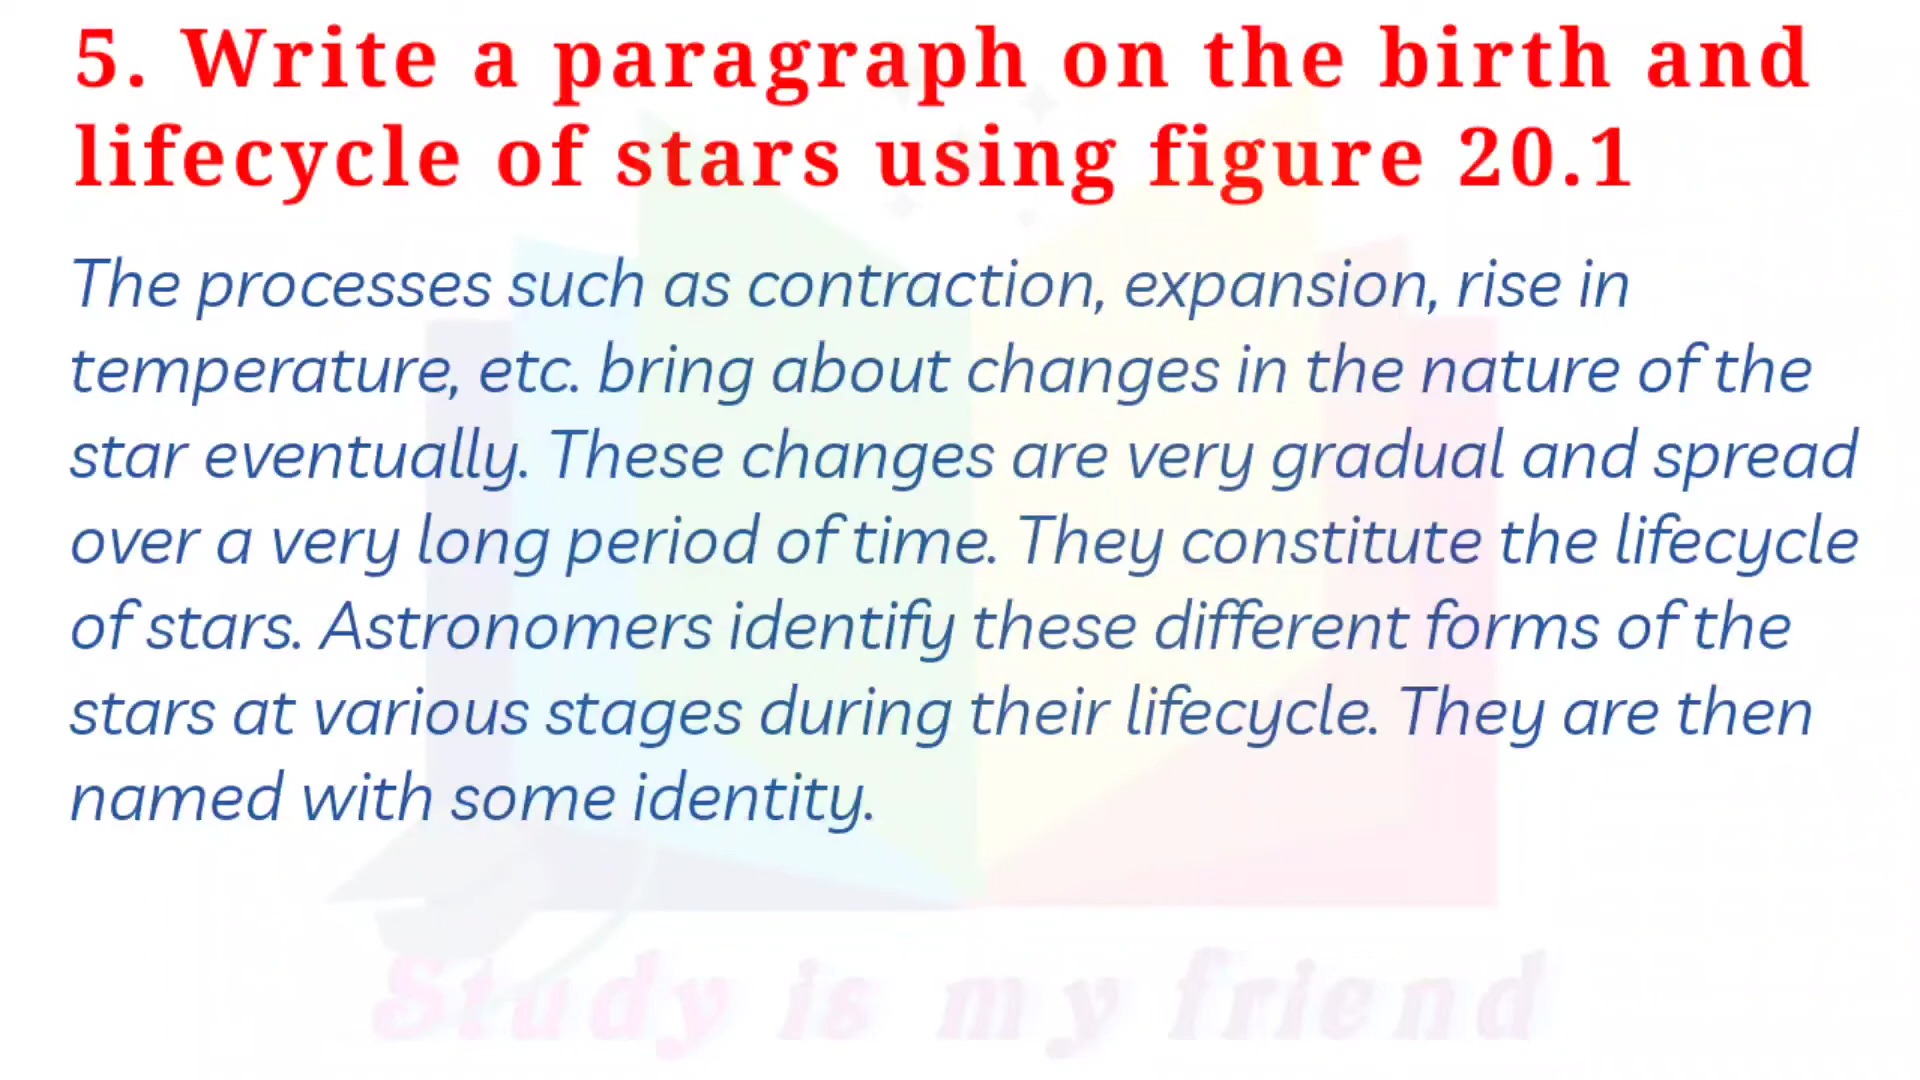 5. Write a paragraph on the birth and
lifecycle of stars using figure 20.1
The processes such as contraction, expansion, rise in
temperature, etc. bring about changes in the nature of the
star eventually. These changes are very gradual and spread
over a very long period of time. They constitute the lifecycle
of stars. Astronomers identify these different forms of the
stars at various stages during their lifecycle. They are then
named with some identity.
Study is my friend